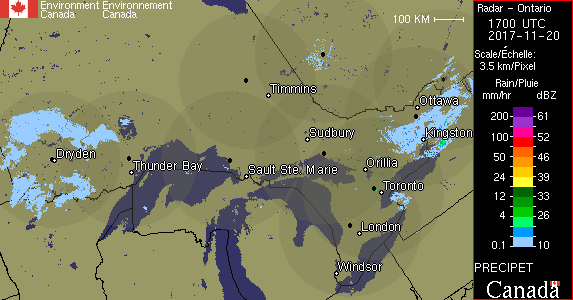 Environment Environnement
Canada Canada
100 KM
Radar - Ontario
1700 UTC
2017-11-20
Scale/Échelle:
3.5 km/Pixel
Rain/Pluie
mm/hr dBZ
200 61
100 52
50 46
24 39
12 33
4 26
0.1 10
PRECIPET
Canada
Timmins
Ottawa
Sudbury
Kingston
Dryden
Thunder Bay
Sault Ste. Marie
Orillia
Toronto
London
Windsor